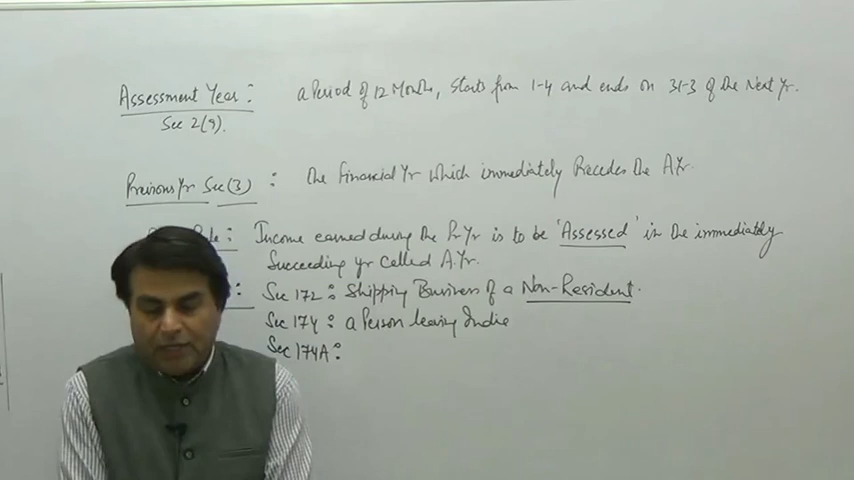 Assessment Year : a Period of 12 Months, Starts from 1-4 and ends on 31-3 of the Next Yr.
Sec 2(9).
Previous Yr Sec (3) : the Financial Yr which immediately Precedes the A.Yr.
: Income earned during the Pr.Yr is to be 'Assessed' in the immediately
Succeeding yr called A.Yr.
: Sec 172 : Shipping Business of a Non-Resident.
Sec 174 : a Person leaving India
Sec 174A :